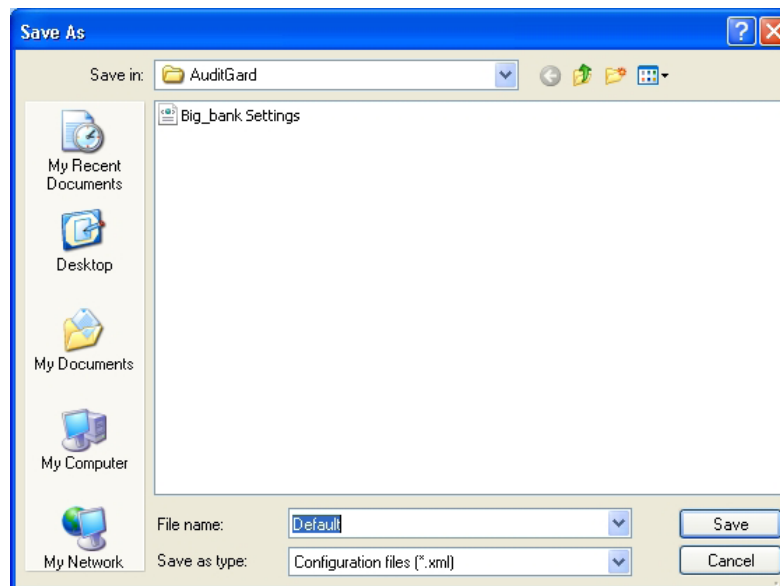 Save As
Save in: AuditGard
Big_bank Settings
My Recent
Documents
Desktop
My Documents
My Computer
My Network
File name: Default Save
Save as type: Configuration files (*.xml) Cancel